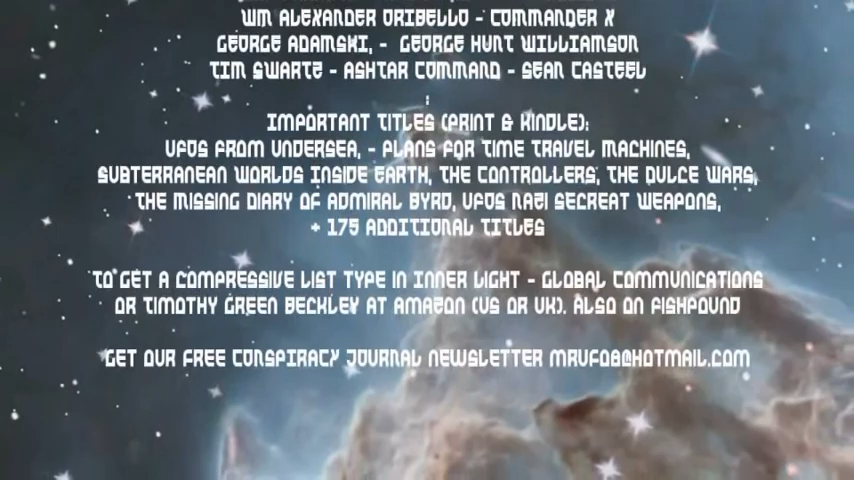 WM ALEXANDER ORIBELLO - COMMANDER X
GEORGE ADAMSKI, - GEORGE HUNT WILLIAMSON
TIM SWARTZ - ASHTAR COMMAND - SEAN CASTEEL
:
IMPORTANT TITLES (PRINT & KINDLE):
UFOS FROM UNDERSEA, - PLANS FOR TIME TRAVEL MACHINES,
SUBTERRANEAN WORLDS INSIDE EARTH, THE CONTROLLERS, THE DULCE WARS,
THE MISSING DIARY OF ADMIRAL BYRD, UFOS NAZI SECREAT WEAPONS,
+ 175 ADDITIONAL TITLES
TO GET A COMPRESSIVE LIST TYPE IN INNER LIGHT - GLOBAL COMMUNICATIONS
OR TIMOTHY GREEN BECKLEY AT AMAZON (US OR UK). ALSO ON FISHPOUND
GET OUR FREE CONSPIRACY JOURNAL NEWSLETTER MRUFO8@HOTMAIL.COM